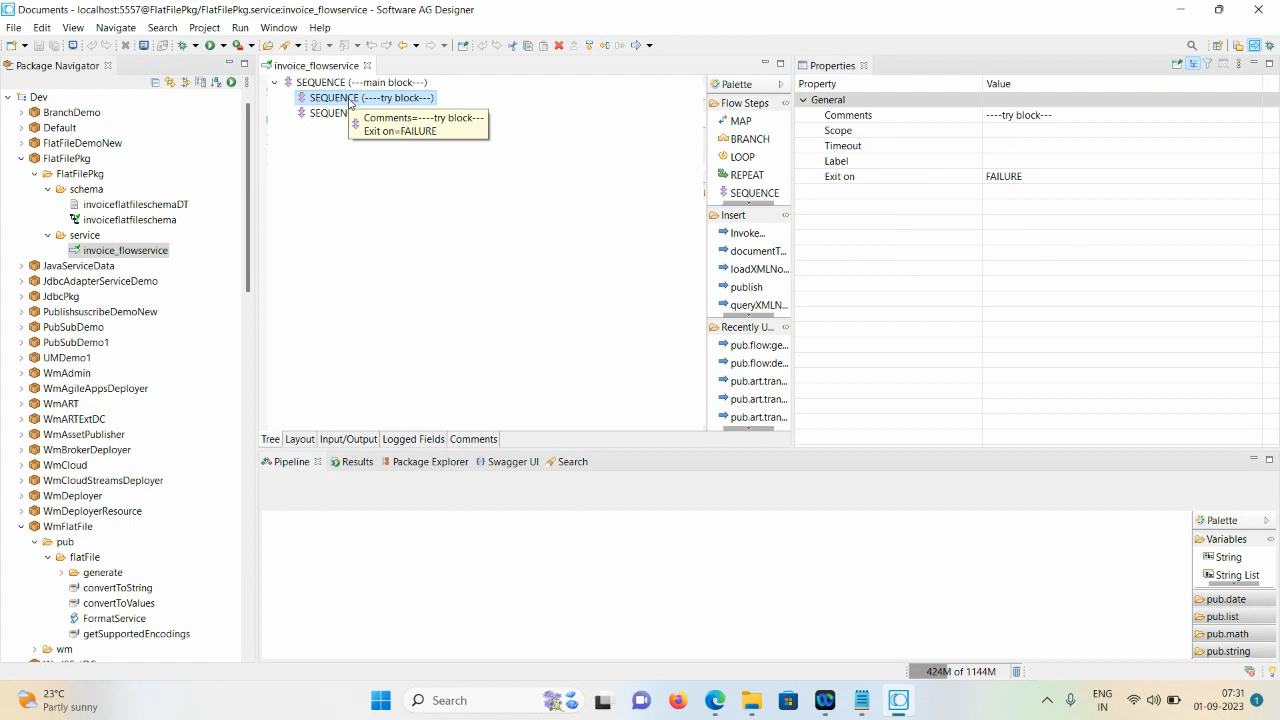 Documents - localhost:5557/FlatFilePkg/FlatFilePkg.service:invoice_flowservice - Software AG Designer
File Edit View Navigate Search Project Run Window Help
Package Navigator
Dev
BranchDemo
Default
FlatFileDemoNew
FlatFilePkg
FlatFilePkg
schema
invoiceflatfileschemaDT
invoiceflatfileschema
service
invoice_flowservice
JavaServiceData
JdbcAdapterServiceDemo
JdbcPkg
PublishsuscribeDemoNew
PubSubDemo
PubSubDemo1
UMDemo1
WmAdmin
WmAgileAppsDeployer
WmART
WmARTExtDC
WmAssetPublisher
WmBrokerDeployer
WmCloud
WmCloudStreamsDeployer
WmDeployer
WmDeployerResource
WmFlatFile
pub
flatFile
generate
convertToString
convertToValues
FormatService
getSupportedEncodings
wm
invoice_flowservice
SEQUENCE (---main block---)
SEQUENCE (----try block---)
SEQUENC
Comments=----try block---
Exit on=FAILURE
Palette
Flow Steps
MAP
BRANCH
LOOP
REPEAT
SEQUENCE
Insert
Invoke...
documentT...
loadXMLNo...
publish
queryXMLN...
Recently U...
pub.flow:ge...
pub.flow:de...
pub.art.tran...
pub.art.tran...
pub.art.tran...
Tree Layout Input/Output Logged Fields Comments
Properties
Property Value
General
Comments ----try block---
Scope
Timeout
Label
Exit on FAILURE
Pipeline Results Package Explorer Swagger UI Search
Palette
Variables
String
String List
pub.date
pub.list
pub.math
pub.string
424M of 1144M
23°C
Partly sunny
Search
ENG
IN
07:31
01-09-2023